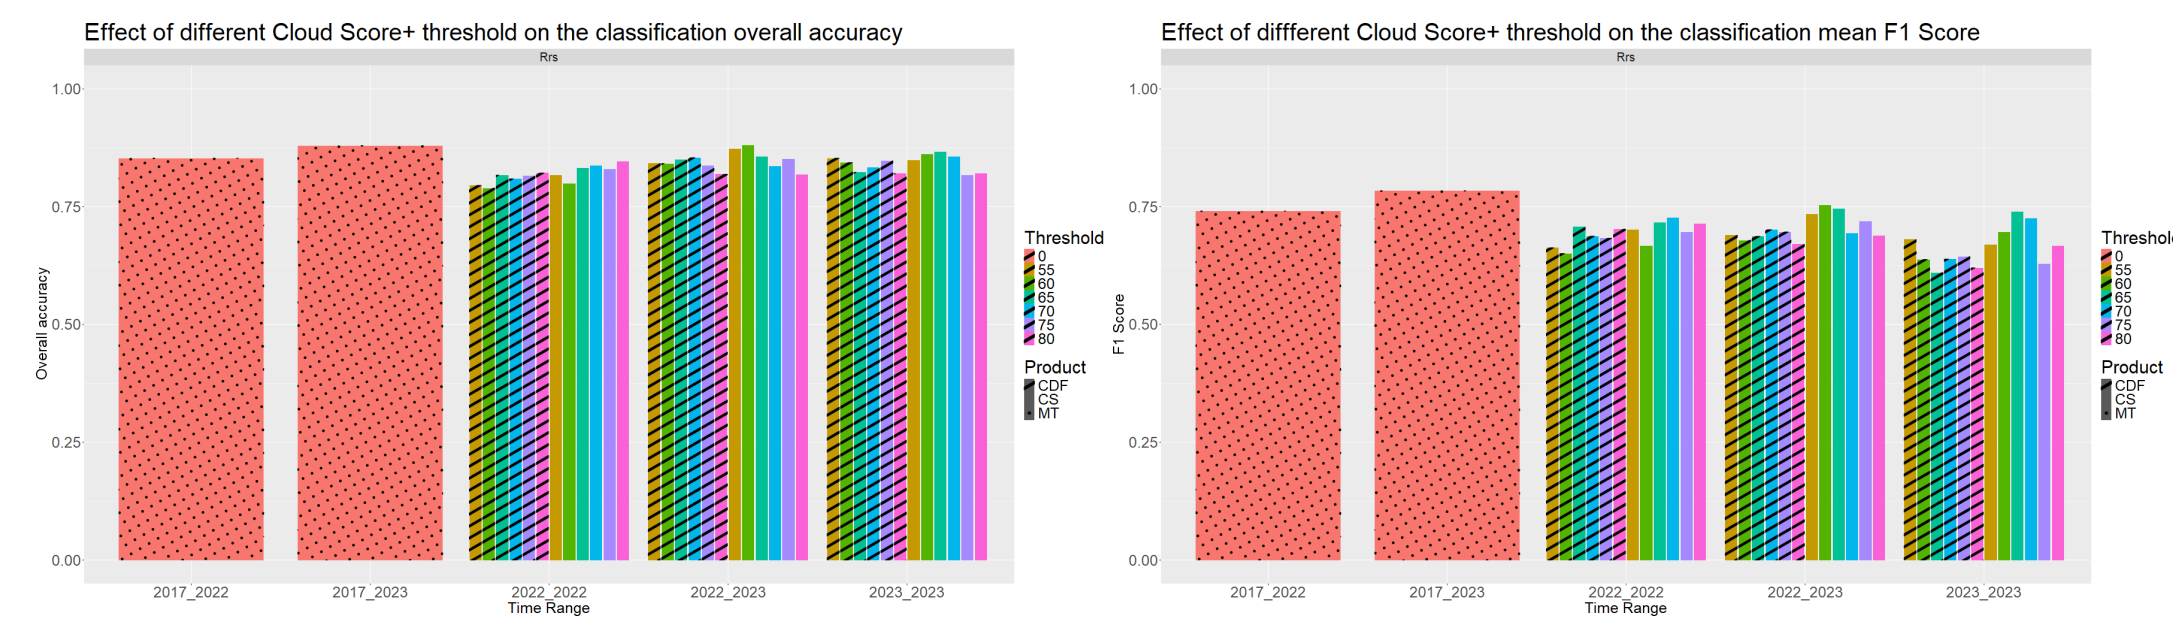 Effect of different Cloud Score+ threshold on the classification overall accuracy
Rrs
1.00
0.75
0.50
0.25
0.00
Overall accuracy
2017_2022
2017_2023
2022_2022
2022_2023
2023_2023
Time Range
Threshold
0
55
60
65
70
75
80
Product
CDF
CS
MT
Effect of diffferent Cloud Score+ threshold on the classification mean F1 Score
Rrs
1.00
0.75
0.50
0.25
0.00
F1 Score
2017_2022
2017_2023
2022_2022
2022_2023
2023_2023
Time Range
Threshold
0
55
60
65
70
75
80
Product
CDF
CS
MT